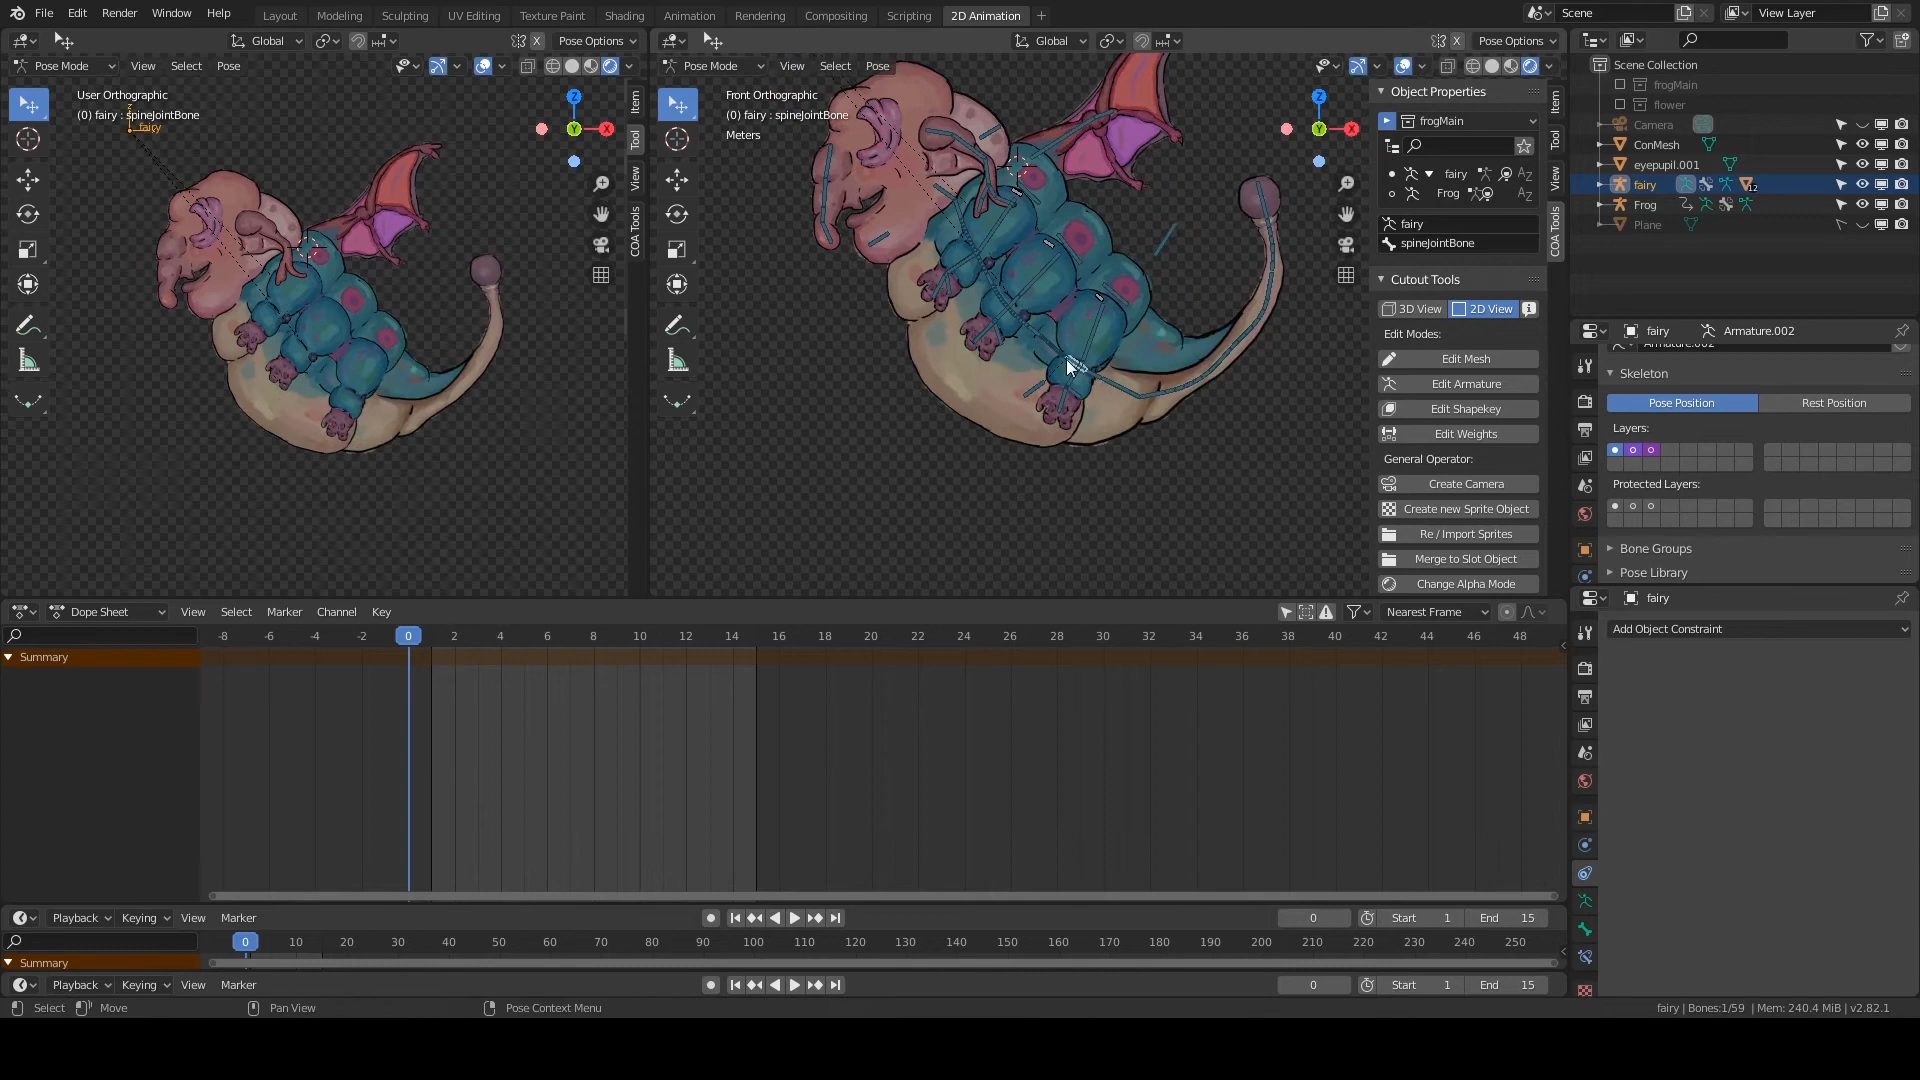 File Edit Render Window Help Layout Modeling Sculpting UV Editing Texture Paint Shading Animation Rendering Compositing Scripting 2D Animation + Scene View Layer
Global X Pose Options Global X Pose Options
Pose Mode View Select Pose Pose Mode View Select Pose
Scene Collection
frogMain
flower
Camera
ConMesh
eyepupil.001
fairy 12
Frog
Plane
User Orthographic
(0) fairy : spineJointBone
z
fairy
Z
Y
X
Item
Tool
View
COA Tools
Front Orthographic
(0) fairy : spineJointBone
Meters
Z
Y
X
Object Properties
frogMain
fairy
Frog
fairy
spineJointBone
Cutout Tools
3D View 2D View
Edit Modes:
Edit Mesh
Edit Armature
Edit Shapekey
Edit Weights
General Operator:
Create Camera
Create new Sprite Object
Re / Import Sprites
Merge to Slot Object
Change Alpha Mode
Item
Tool
View
COA Tools
fairy Armature.002
Armature.002
Skeleton
Pose Position Rest Position
Layers:
Protected Layers:
Bone Groups
Pose Library
fairy
Add Object Constraint
Dope Sheet View Select Marker Channel Key Nearest Frame
-8 -6 -4 -2 0 2 4 6 8 10 12 14 16 18 20 22 24 26 28 30 32 34 36 38 40 42 44 46 48
Summary
Playback Keying View Marker 0 Start 1 End 15
0 10 20 30 40 50 60 70 80 90 100 110 120 130 140 150 160 170 180 190 200 210 220 230 240 250
Summary
Playback Keying View Marker 0 Start 1 End 15
Select Move Pan View Pose Context Menu fairy | Bones:1/59 | Mem: 240.4 MiB | v2.82.1